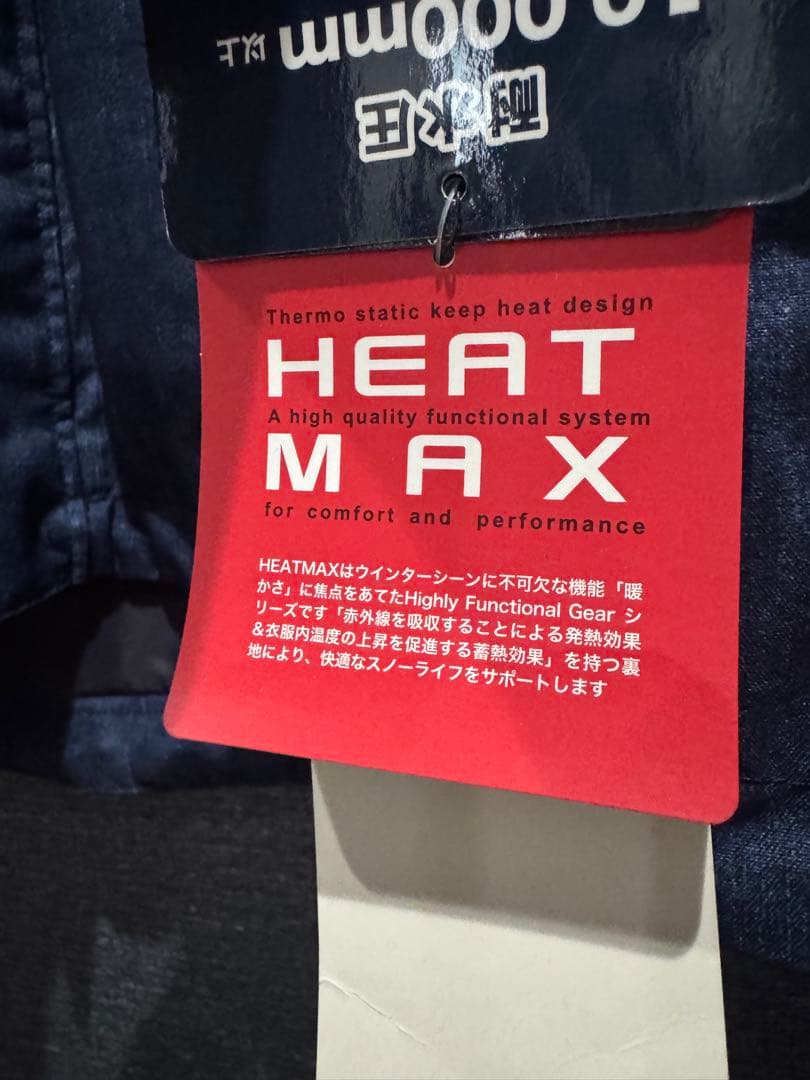 耐水圧
10,000mm 以上
Thermo static keep heat design
HEAT
A high quality functional system
MAX
for comfort and performance
HEATMAXはウインターシーンに不可欠な機能「暖
かさ」に焦点をあてたHighly Functional Gear シ
リーズです「赤外線を吸収することによる発熱効果
&衣服内温度の上昇を促進する蓄熱効果」を持つ裏
地により、快適なスノーライフをサポートします